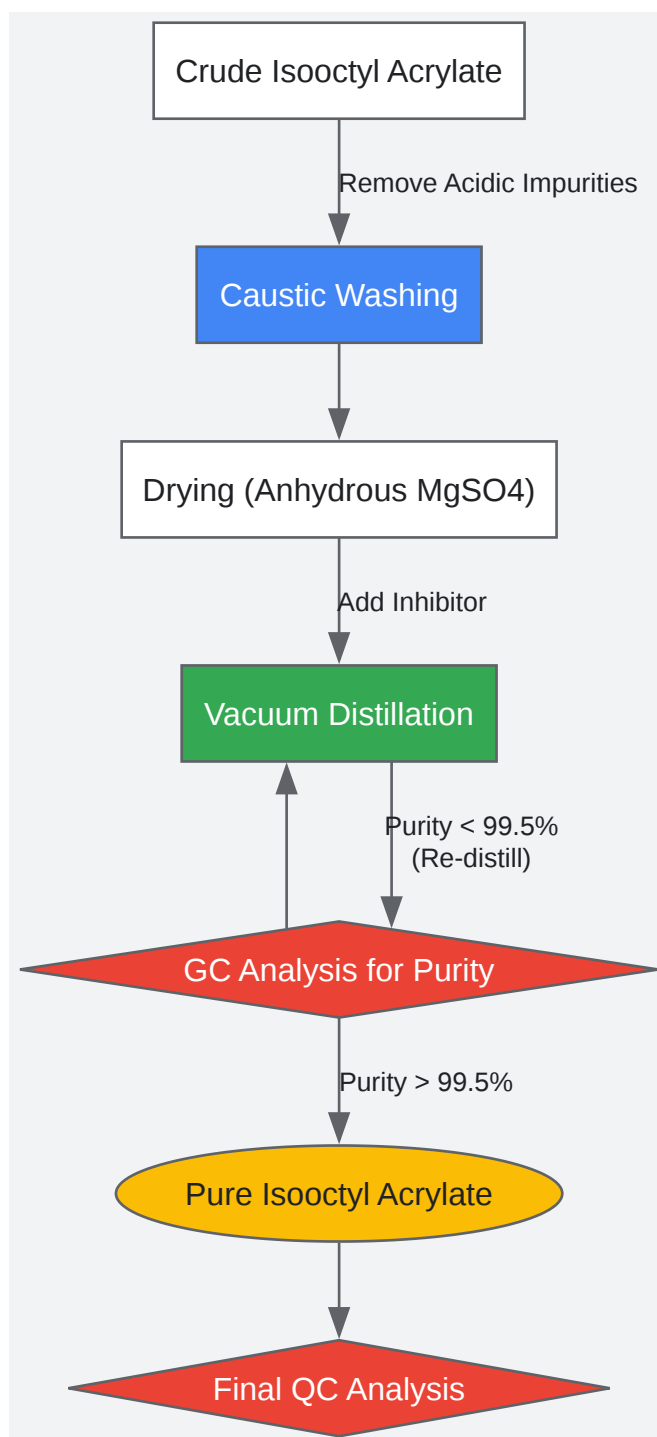 Crude Isooctyl Acrylate
Remove Acidic Impurities
Caustic Washing
Drying (Anhydrous MgSO4)
Add Inhibitor
Vacuum Distillation
Purity < 99.5%
(Re-distill)
GC Analysis for Purity
Purity > 99.5%
Pure Isooctyl Acrylate
Final QC Analysis